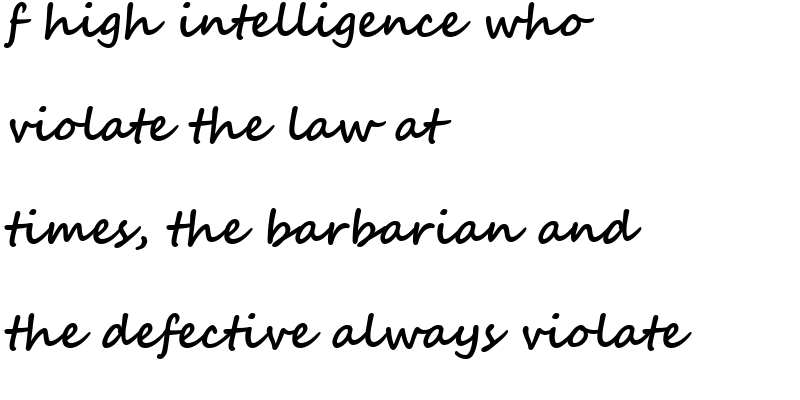 f high intelligence who
violate the law at
times, the barbarian and
the defective always violate